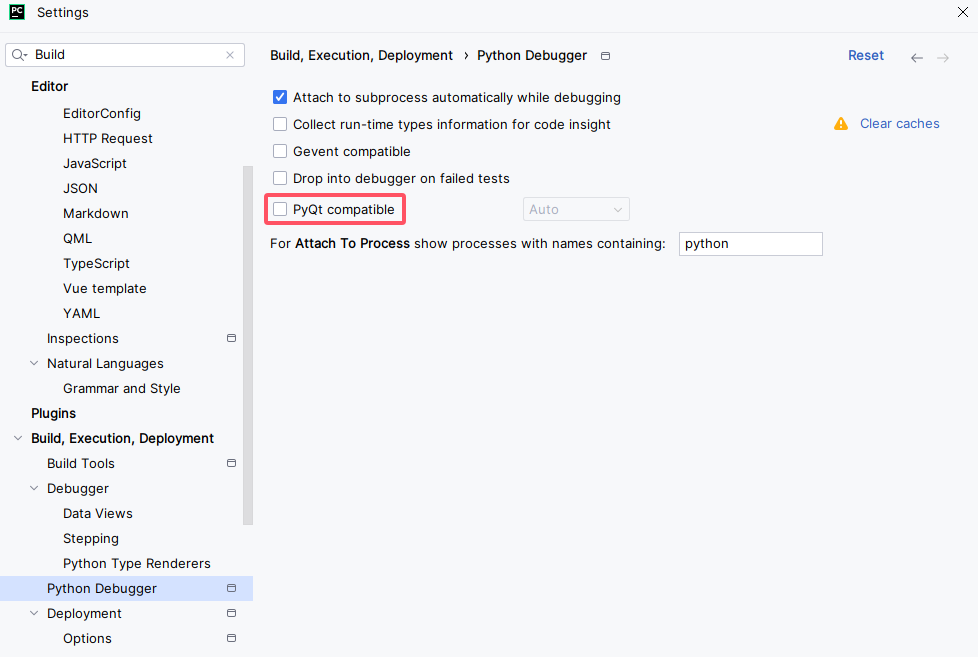 PC Settings
Build
Editor
EditorConfig
HTTP Request
JavaScript
JSON
Markdown
QML
TypeScript
Vue template
YAML
Inspections
Natural Languages
Grammar and Style
Plugins
Build, Execution, Deployment
Build Tools
Debugger
Data Views
Stepping
Python Type Renderers
Python Debugger
Deployment
Options
Build, Execution, Deployment › Python Debugger
Reset
Attach to subprocess automatically while debugging
Collect run-time types information for code insight
Clear caches
Gevent compatible
Drop into debugger on failed tests
PyQt compatible Auto
For Attach To Process show processes with names containing: python